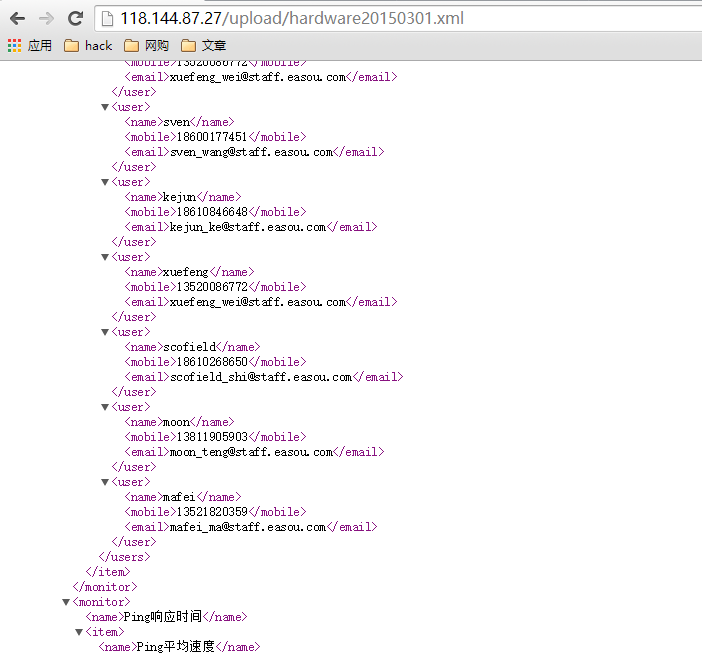 118.144.87.27/upload/hardware20150301.xml
应用 hack 网购 文章
<mobile>13520086772</mobile>
<email>xuefeng_wei@staff.easou.com</email>
</user>
▼<user>
<name>sven</name>
<mobile>18600177451</mobile>
<email>sven_wang@staff.easou.com</email>
</user>
▼<user>
<name>kejun</name>
<mobile>18610846648</mobile>
<email>kejun_ke@staff.easou.com</email>
</user>
▼<user>
<name>xuefeng</name>
<mobile>13520086772</mobile>
<email>xuefeng_wei@staff.easou.com</email>
</user>
▼<user>
<name>scofield</name>
<mobile>18610268650</mobile>
<email>scofield_shi@staff.easou.com</email>
</user>
▼<user>
<name>moon</name>
<mobile>13811905903</mobile>
<email>moon_teng@staff.easou.com</email>
</user>
▼<user>
<name>mafei</name>
<mobile>13521820359</mobile>
<email>mafei_ma@staff.easou.com</email>
</user>
</users>
</item>
</monitor>
▼<monitor>
<name>Ping响应时间</name>
▼<item>
<name>Ping平均速度</name>